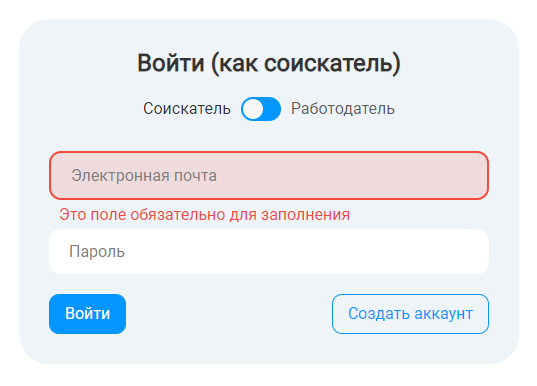 Войти (как соискатель)
Соискатель Работодатель
Электронная почта
Это поле обязательно для заполнения
Пароль
Войти Создать аккаунт